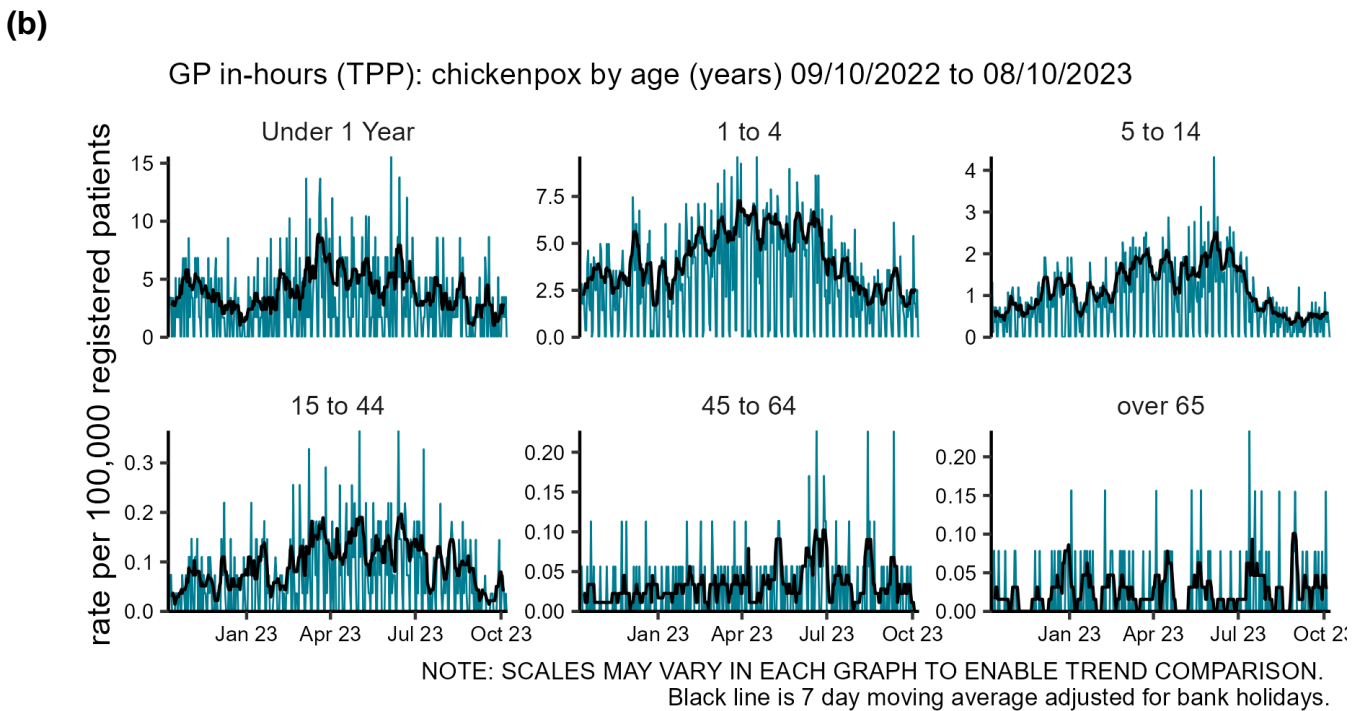 (b)
GP in-hours (TPP): chickenpox by age (years) 09/10/2022 to 08/10/2023
rate per 100,000 registered patients
Under 1 Year
15
10
5
0
1 to 4
7.5
5.0
2.5
0.0
5 to 14
4
3
2
1
0
15 to 44
0.3
0.2
0.1
0.0
Jan 23 Apr 23 Jul 23 Oct 23
45 to 64
0.20
0.15
0.10
0.05
0.00
Jan 23 Apr 23 Jul 23 Oct 23
over 65
0.20
0.15
0.10
0.05
0.00
Jan 23 Apr 23 Jul 23 Oct 23
NOTE: SCALES MAY VARY IN EACH GRAPH TO ENABLE TREND COMPARISON.
Black line is 7 day moving average adjusted for bank holidays.